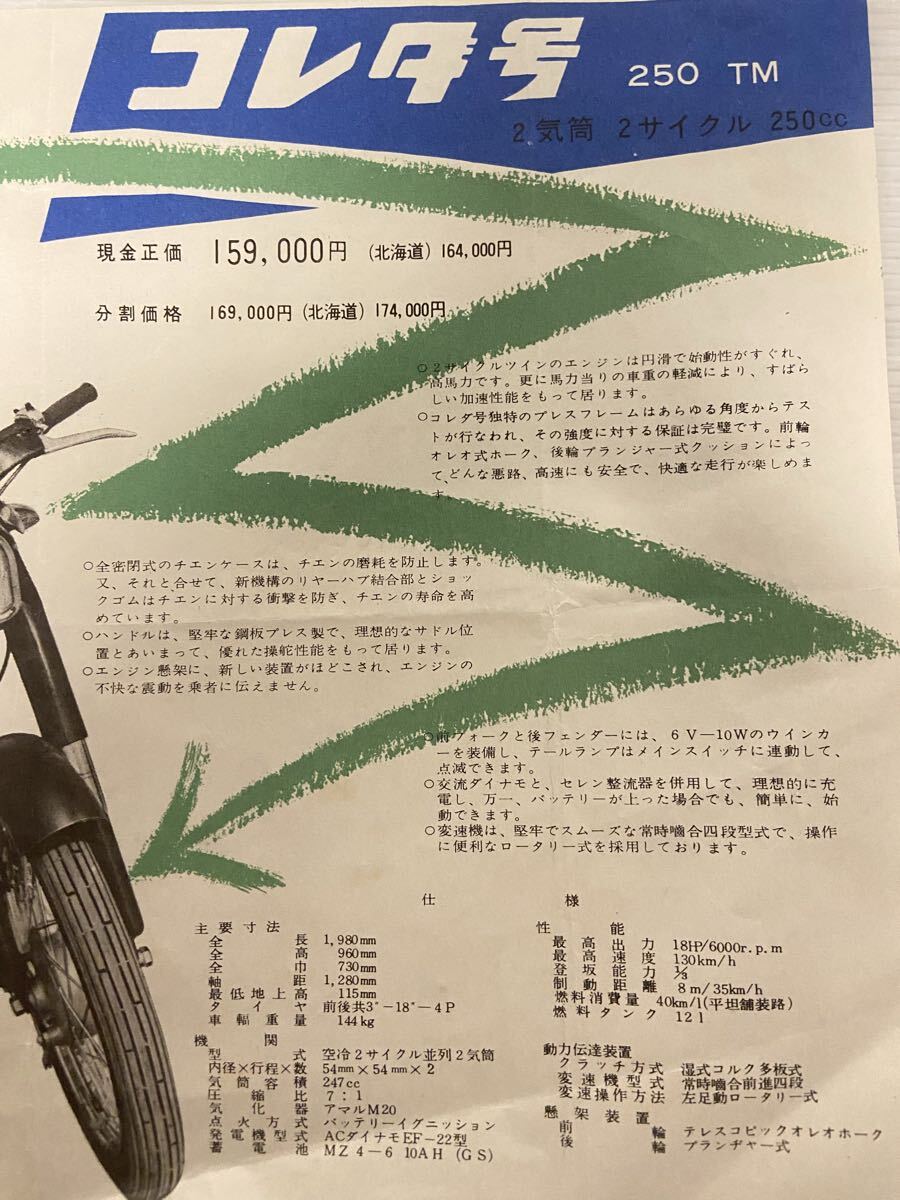 コレダ号 250 TM
2気筒 2サイクル 250cc
現金正価 159,000円 (北海道) 164,000円
分割価格 169,000円 (北海道) 174,000円
○2サイクルツインのエンジンは円滑で始動性がすぐれ、
高馬力です。更に馬力当りの車重の軽減により、すばら
しい加速性能をもって居ります。
○コレダ号独特のプレスフレームはあらゆる角度からテス
トが行なわれ、その強度に対する保証は完璧です。前輪
オレオ式ホーク、後輪プランジャー式クッションによっ
て、どんな悪路、高速にも安全で、快適な走行が楽しめま
す。
○全密閉式のチエンケースは、チエンの磨耗を防止します。
又、それと合せて、新機構のリヤーハブ結合部とショッ
クゴムはチエンに対する衝撃を防ぎ、チエンの寿命を高
めています。
○ハンドルは、堅牢な鋼板プレス製で、理想的なサドル位
置とあいまって、優れた操舵性能をもって居ります。
○エンジン懸架に、新しい装置がほどこされ、エンジンの
不快な震動を乗者に伝えません。
○前フォークと後フェンダーには、6V—10Wのウインカ
ーを装備し、テールランプはメインスイッチに連動して、
点滅できます。
○交流ダイナモと、セレン整流器を併用して、理想的に充
電し、万一、バッテリーが上った場合でも、簡単に、始
動できます。
○変速機は、堅牢でスムーズな常時嚙合四段型式で、操作
に便利なロータリー式を採用しております。
仕様
主要寸法
全長 1,980mm
全高 960mm
全巾 730mm
軸距 1,280mm
最低地上高 115mm
タイヤ 前後共3"-18"-4P
車輌重量 144kg
機関
型式 空冷2サイクル並列2気筒
内径×行程×数 54mm×54mm×2
気筒容積 247cc
圧縮比 7:1
気化器 アマルM20
点火方式 バッテリーイグニッション
発電機型式 ACダイナモEF-22型
蓄電池 MZ 4-6 10AH (GS)
性能
最高出力 18HP/6000r.p.m
最高速度 130km/h
登坂能力 1/3
制動距離 8m/35km/h
燃料消費量 40km/l(平坦舗装路)
燃料タンク 12l
動力伝達装置
クラッチ方式 湿式コルク多板式
変速機型式 常時嚙合前進四段
変速操作方法 左足動ロータリー式
懸架装置
前輪 テレスコピックオレオホーク
後輪 プランヂャー式